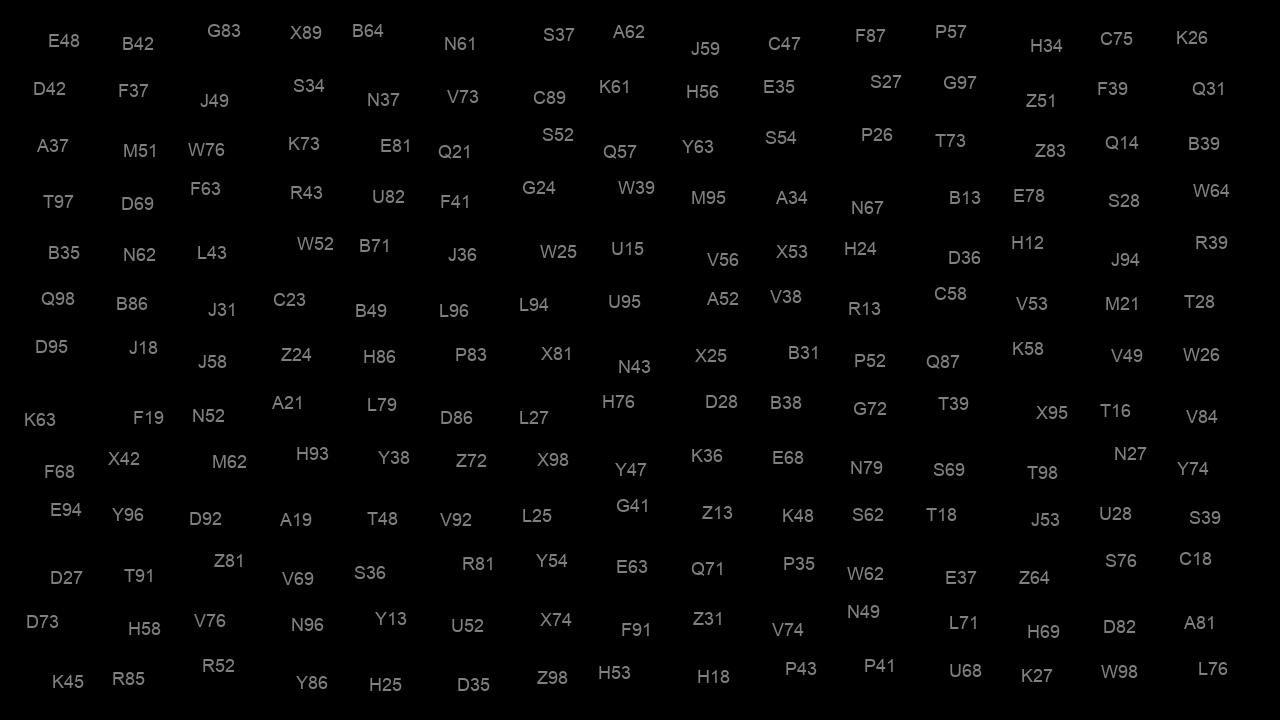 E48 B42 G83 X89 B64 N61 S37 A62 J59 C47 F87 P57 H34 C75 K26
D42 F37 J49 S34 N37 V73 C89 K61 H56 E35 S27 G97 Z51 F39 Q31
A37 M51 W76 K73 E81 Q21 S52 Q57 Y63 S54 P26 T73 Z83 Q14 B39
T97 D69 F63 R43 U82 F41 G24 W39 M95 A34 N67 B13 E78 S28 W64
B35 N62 L43 W52 B71 J36 W25 U15 V56 X53 H24 D36 H12 J94 R39
Q98 B86 J31 C23 B49 L96 L94 U95 A52 V38 R13 C58 V53 M21 T28
D95 J18 J58 Z24 H86 P83 X81 N43 X25 B31 P52 Q87 K58 V49 W26
K63 F19 N52 A21 L79 D86 L27 H76 D28 B38 G72 T39 X95 T16 V84
F68 X42 M62 H93 Y38 Z72 X98 Y47 K36 E68 N79 S69 T98 N27 Y74
E94 Y96 D92 A19 T48 V92 L25 G41 Z13 K48 S62 T18 J53 U28 S39
D27 T91 Z81 V69 S36 R81 Y54 E63 Q71 P35 W62 E37 Z64 S76 C18
D73 H58 V76 N96 Y13 U52 X74 F91 Z31 V74 N49 L71 H69 D82 A81
K45 R85 R52 Y86 H25 D35 Z98 H53 H18 P43 P41 U68 K27 W98 L76